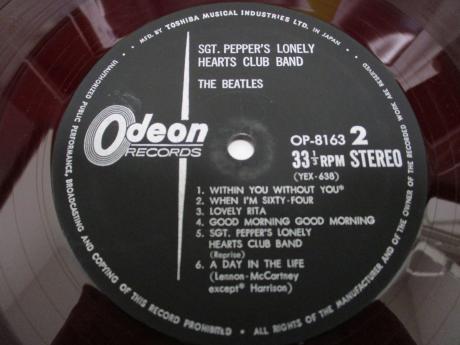 MFD. BY TOSHIBA MUSICAL INDUSTRIES LTD. IN JAPAN
SGT. PEPPER'S LONELY
HEARTS CLUB BAND
THE BEATLES
Odeon
RECORDS
OP-8163 2
33⅓ RPM STEREO
(YEX-638)
1. WITHIN YOU WITHOUT YOU®
2. WHEN I'M SIXTY-FOUR
3. LOVELY RITA
4. GOOD MORNING GOOD MORNING
5. SGT. PEPPER'S LONELY
HEARTS CLUB BAND
(Reprise)
6. A DAY IN THE LIFE
(Lennon-McCartney
except® Harrison)
UNAUTHORIZED PUBLIC PERFORMANCE, BROADCASTING AND COPYING OF THIS RECORD PROHIBITED • ALL RIGHTS OF THE MANUFACTURER AND OF THE OWNER OF THE RECORDED WORK ARE RESERVED